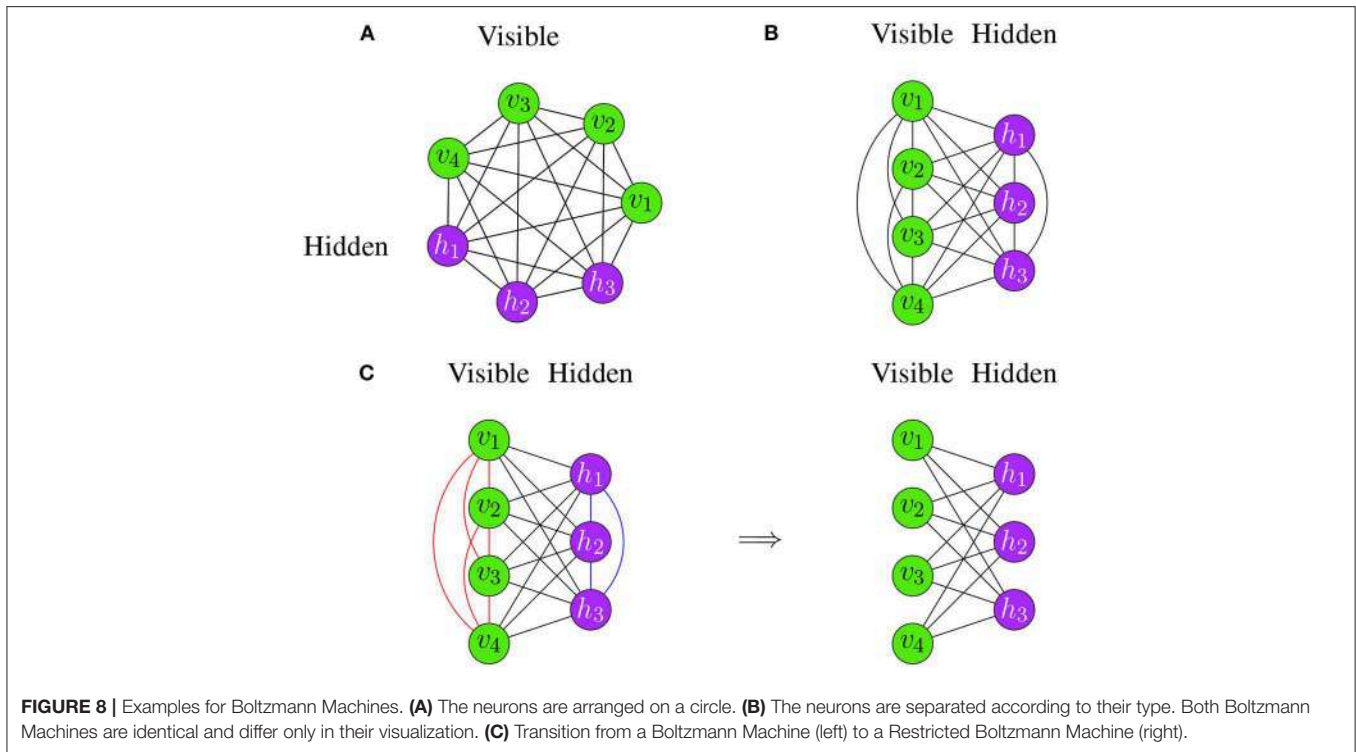 A
Visible
v3
v2
v4
v1
Hidden
h1
h2
h3
B
Visible Hidden
v1
h1
v2
h2
v3
h3
v4
C
Visible Hidden
v1
h1
v2
h2
v3
h3
v4
⟹
Visible Hidden
v1
h1
v2
h2
v3
h3
v4
FIGURE 8 | Examples for Boltzmann Machines. (A) The neurons are arranged on a circle. (B) The neurons are separated according to their type. Both Boltzmann
Machines are identical and differ only in their visualization. (C) Transition from a Boltzmann Machine (left) to a Restricted Boltzmann Machine (right).